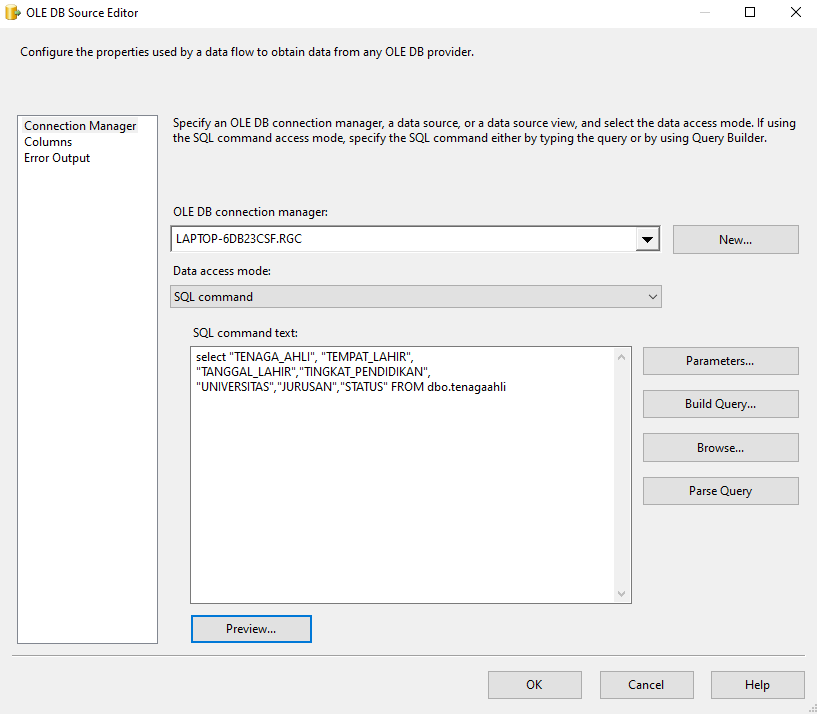 OLE DB Source Editor
Configure the properties used by a data flow to obtain data from any OLE DB provider.
Connection Manager
Columns
Error Output
Specify an OLE DB connection manager, a data source, or a data source view, and select the data access mode. If using
the SQL command access mode, specify the SQL command either by typing the query or by using Query Builder.
OLE DB connection manager:
LAPTOP-6DB23CSF.RGC
New...
Data access mode:
SQL command
SQL command text:
select "TENAGA_AHLI", "TEMPAT_LAHIR",
"TANGGAL_LAHIR","TINGKAT_PENDIDIKAN",
"UNIVERSITAS","JURUSAN","STATUS" FROM dbo.tenagaahli
Parameters...
Build Query...
Browse...
Parse Query
Preview...
OK
Cancel
Help